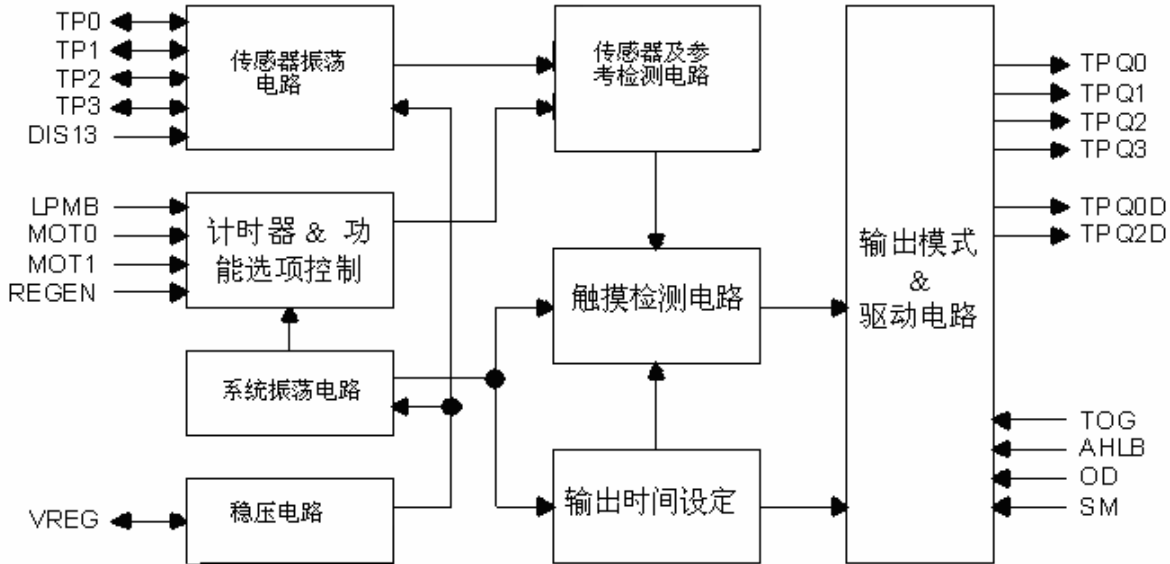 TP0
TP1
TP2
TP3
DIS13
传感器振荡
电路
传感器及参
考检测电路
TPQ0
TPQ1
TPQ2
TPQ3
TPQ0D
TPQ2D
LPMB
MOT0
MOT1
REGEN
计时器 & 功
能选项控制
触摸检测电路
输出模式
&
驱动电路
系统振荡电路
TOG
AHLB
OD
SM
VREG
稳压电路
输出时间设定